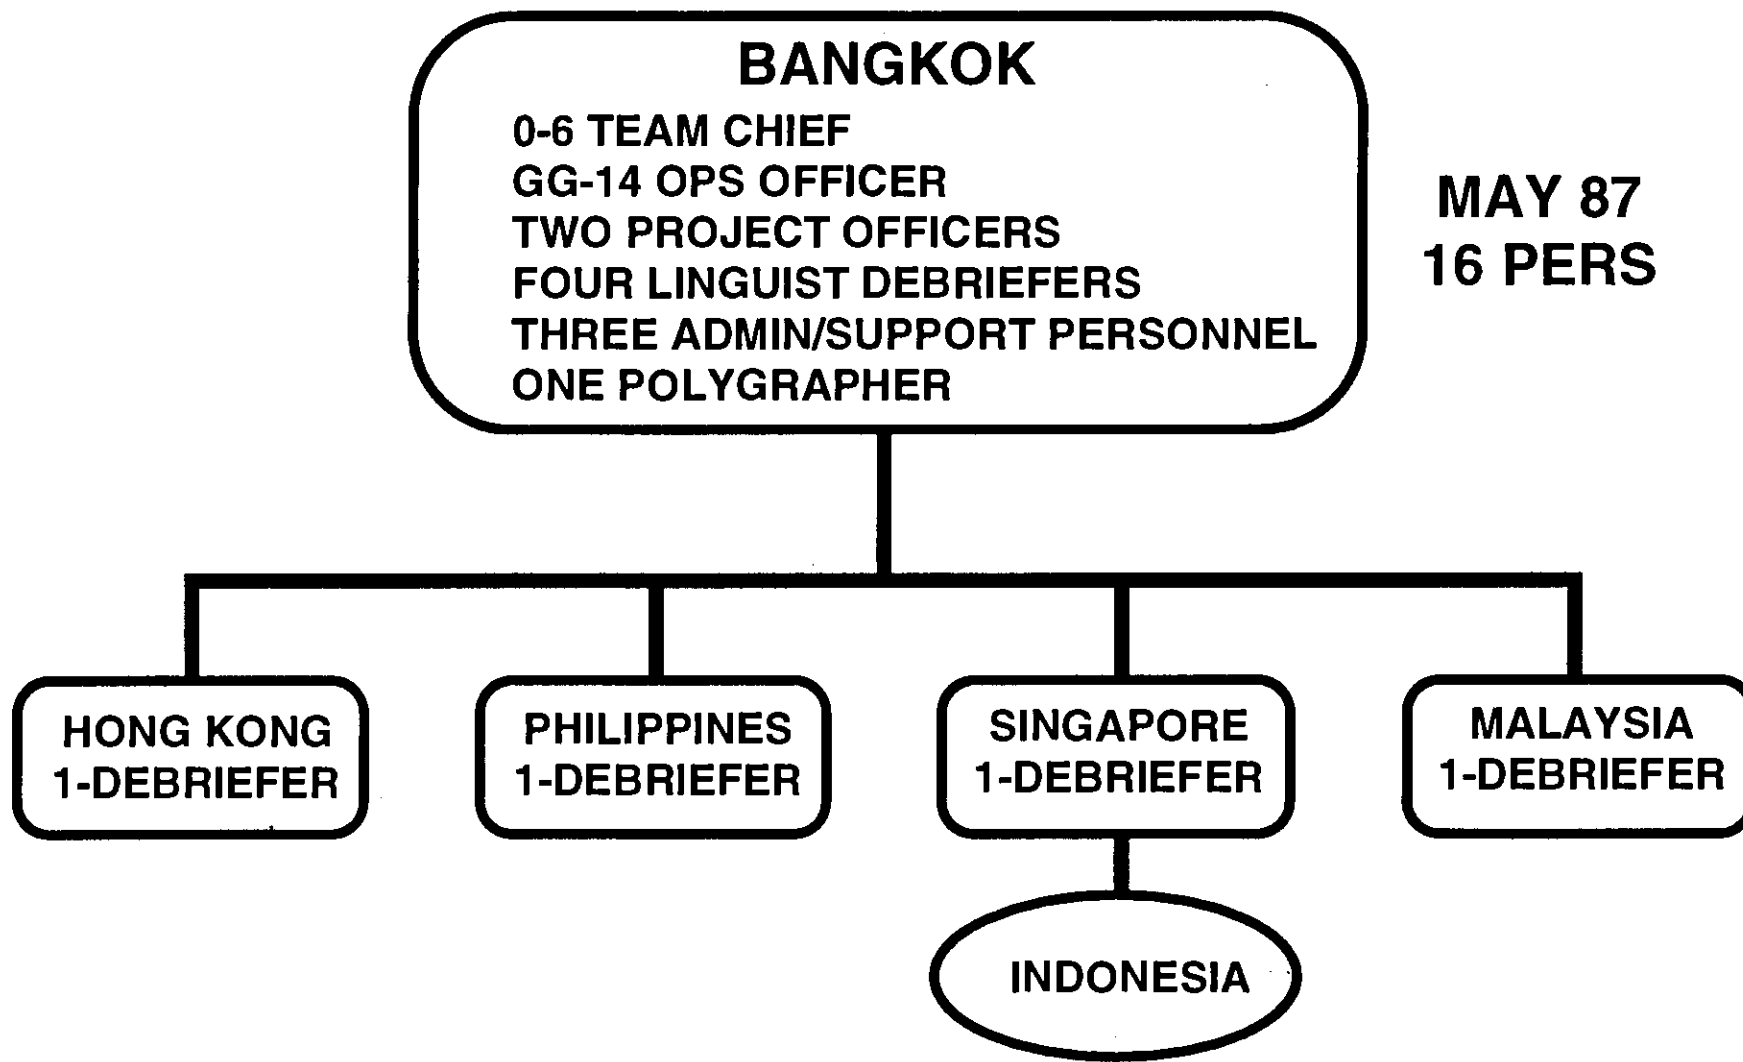 BANGKOK
0-6 TEAM CHIEF
GG-14 OPS OFFICER
TWO PROJECT OFFICERS
FOUR LINGUIST DEBRIEFERS
THREE ADMIN/SUPPORT PERSONNEL
ONE POLYGRAPHER
MAY 87
16 PERS
HONG KONG
1-DEBRIEFER
PHILIPPINES
1-DEBRIEFER
SINGAPORE
1-DEBRIEFER
MALAYSIA
1-DEBRIEFER
INDONESIA